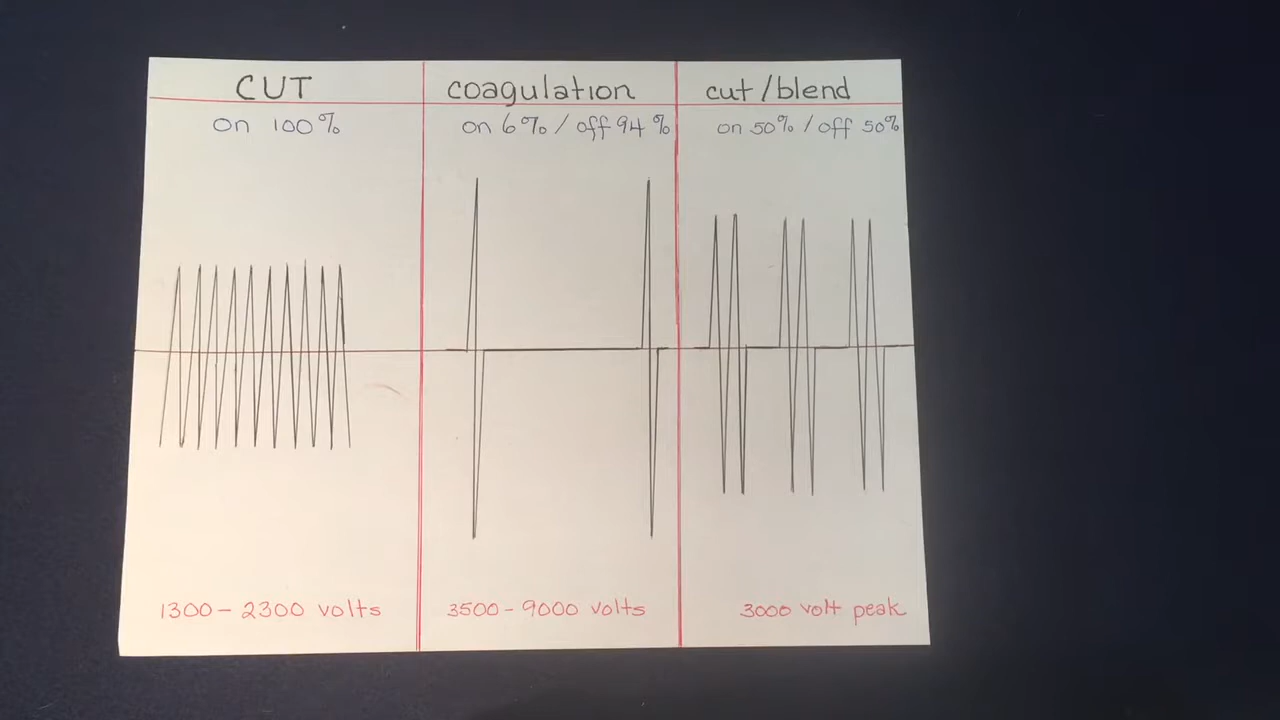 CUT
on 100%
1300 - 2300 volts
coagulation
on 6% / off 94%
3500 - 9000 volts
cut/blend
on 50% / off 50%
3000 volt peak